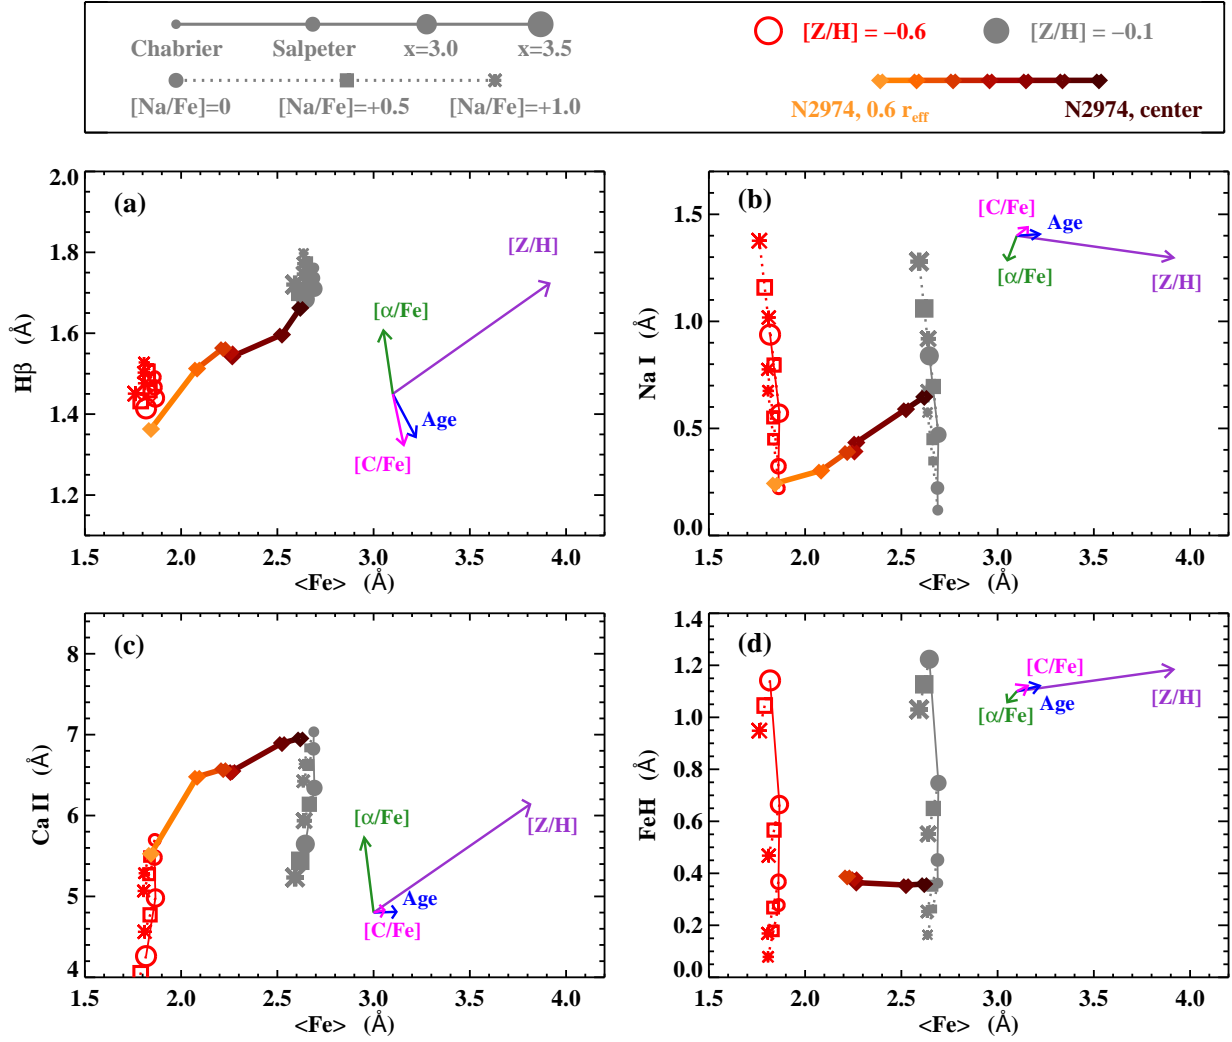 Chabrier Salpeter x=3.0 x=3.5
[Na/Fe]=0 [Na/Fe]=+0.5 [Na/Fe]=+1.0
[Z/H] = −0.6 [Z/H] = −0.1
N2974, 0.6 r_eff N2974, center
(a)
2.0
1.8
1.6
1.4
1.2
Hβ (Å)
[Z/H]
[α/Fe]
Age
[C/Fe]
1.5 2.0 2.5 3.0 3.5 4.0
<Fe> (Å)
(b)
1.5
1.0
0.5
0.0
Na I (Å)
[C/Fe]
Age
[α/Fe]
[Z/H]
1.5 2.0 2.5 3.0 3.5 4.0
<Fe> (Å)
(c)
8
7
6
5
4
Ca II (Å)
[α/Fe]
[Z/H]
Age
[C/Fe]
1.5 2.0 2.5 3.0 3.5 4.0
<Fe> (Å)
(d)
1.4
1.2
1.0
0.8
0.6
0.4
0.2
0.0
FeH (Å)
[C/Fe]
Age
[Z/H]
[α/Fe]
1.5 2.0 2.5 3.0 3.5 4.0
<Fe> (Å)